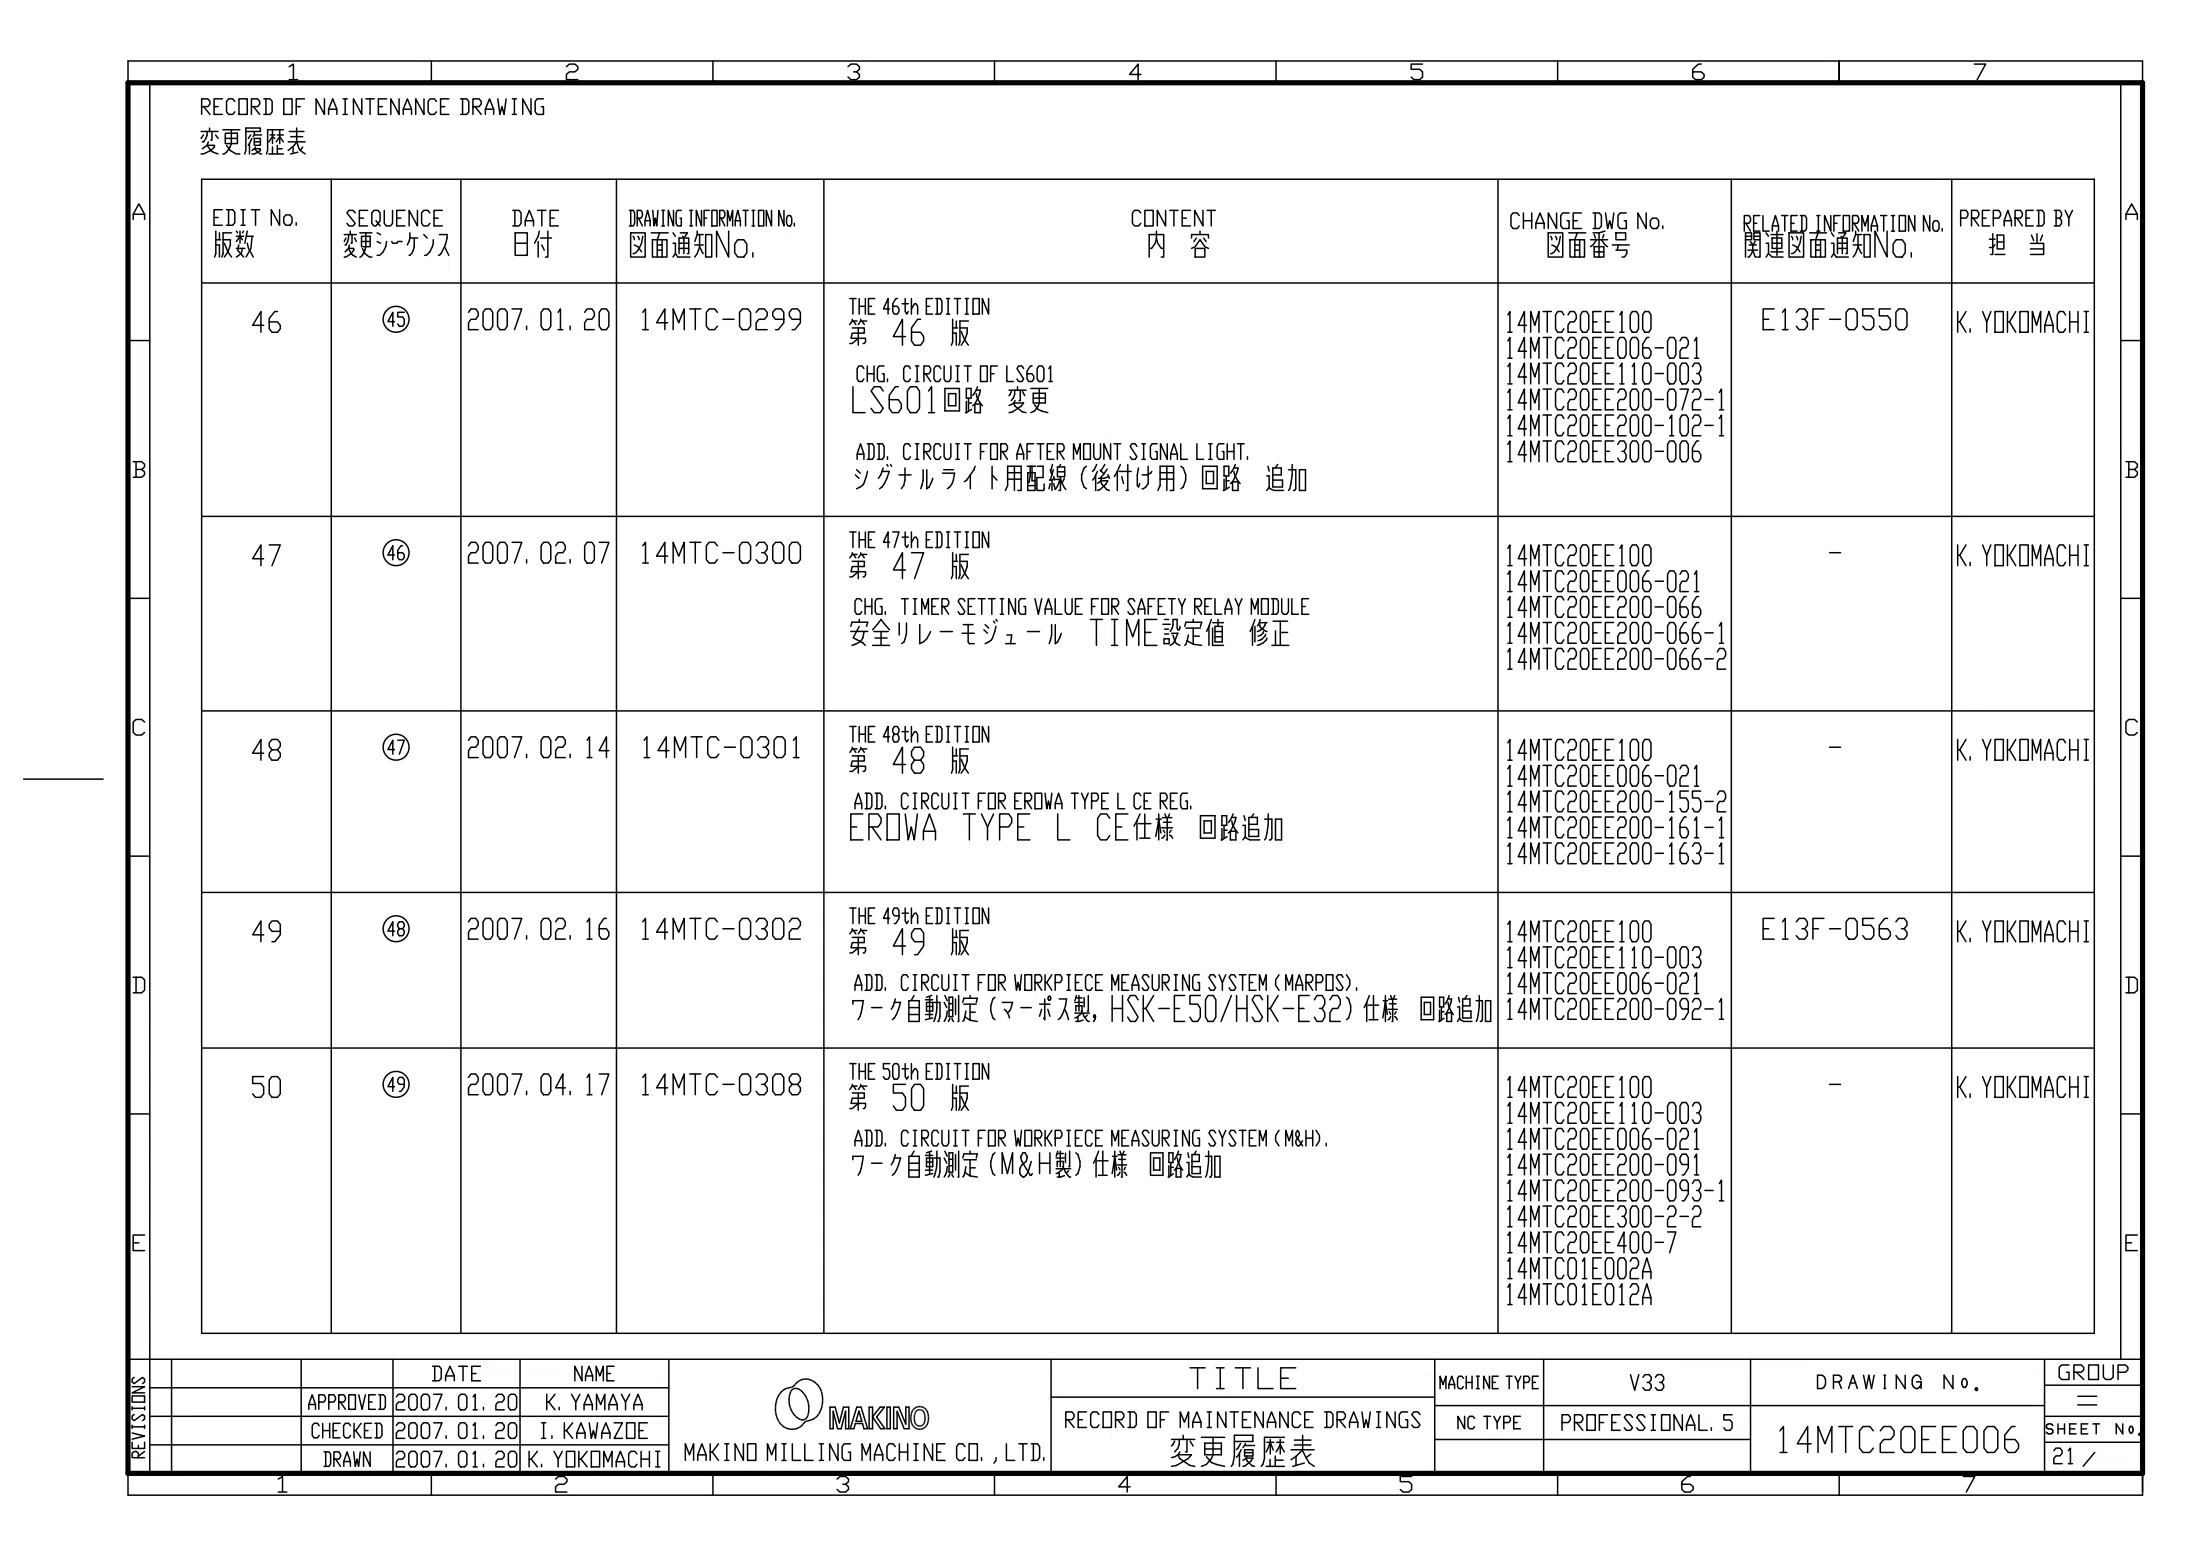 1 2 3 4 5 6 7
RECORD OF NAINTENANCE DRAWING
変更履歴表
EDIT No.
版数
SEQUENCE
変更シーケンス
DATE
日付
DRAWING INFORMATION No.
図面通知No.
CONTENT
内 容
CHANGE DWG No.
図面番号
RELATED INFORMATION No.
関連図面通知No.
PREPARED BY
担 当
46
㊺
2007. 01. 20
14MTC-0299
THE 46th EDITION
第 46 版
CHG. CIRCUIT OF LS601
LS601回路 変更
ADD. CIRCUIT FOR AFTER MOUNT SIGNAL LIGHT.
シグナルライト用配線(後付け用)回路 追加
14MTC20EE100
14MTC20EE006-021
14MTC20EE110-003
14MTC20EE200-072-1
14MTC20EE200-102-1
14MTC20EE300-006
E13F-0550
K. YOKOMACHI
47
㊻
2007. 02. 07
14MTC-0300
THE 47th EDITION
第 47 版
CHG. TIMER SETTING VALUE FOR SAFETY RELAY MODULE
安全リレーモジュール TIME設定値 修正
14MTC20EE100
14MTC20EE006-021
14MTC20EE200-066
14MTC20EE200-066-1
14MTC20EE200-066-2
-
K. YOKOMACHI
48
㊼
2007. 02. 14
14MTC-0301
THE 48th EDITION
第 48 版
ADD. CIRCUIT FOR EROWA TYPE L CE REG.
EROWA TYPE L CE仕様 回路追加
14MTC20EE100
14MTC20EE006-021
14MTC20EE200-155-2
14MTC20EE200-161-1
14MTC20EE200-163-1
-
K. YOKOMACHI
49
㊽
2007. 02. 16
14MTC-0302
THE 49th EDITION
第 49 版
ADD. CIRCUIT FOR WORKPIECE MEASURING SYSTEM (MARPOS).
ワーク自動測定(マーポス製, HSK-E50/HSK-E32)仕様 回路追加
14MTC20EE100
14MTC20EE110-003
14MTC20EE006-021
14MTC20EE200-092-1
E13F-0563
K. YOKOMACHI
50
㊾
2007. 04. 17
14MTC-0308
THE 50th EDITION
第 50 版
ADD. CIRCUIT FOR WORKPIECE MEASURING SYSTEM (M&H).
ワーク自動測定(M&H製)仕様 回路追加
14MTC20EE100
14MTC20EE110-003
14MTC20EE006-021
14MTC20EE200-091
14MTC20EE200-093-1
14MTC20EE300-2-2
14MTC20EE400-7
14MTC01E002A
14MTC01E012A
-
K. YOKOMACHI
A A
B B
C C
D D
E E
REVISIONS
DATE NAME
APPROVED 2007. 01. 20 K. YAMAYA
CHECKED 2007. 01. 20 I. KAWAZOE
DRAWN 2007. 01. 20 K. YOKOMACHI
MAKINO
MAKINO MILLING MACHINE CO. , LTD.
TITLE
RECORD OF MAINTENANCE DRAWINGS
変更履歴表
MACHINE TYPE V33
NC TYPE PROFESSIONAL. 5
DRAWING No.
14MTC20EE006
GROUP
=
SHEET No.
21 /
1 2 3 4 5 6 7